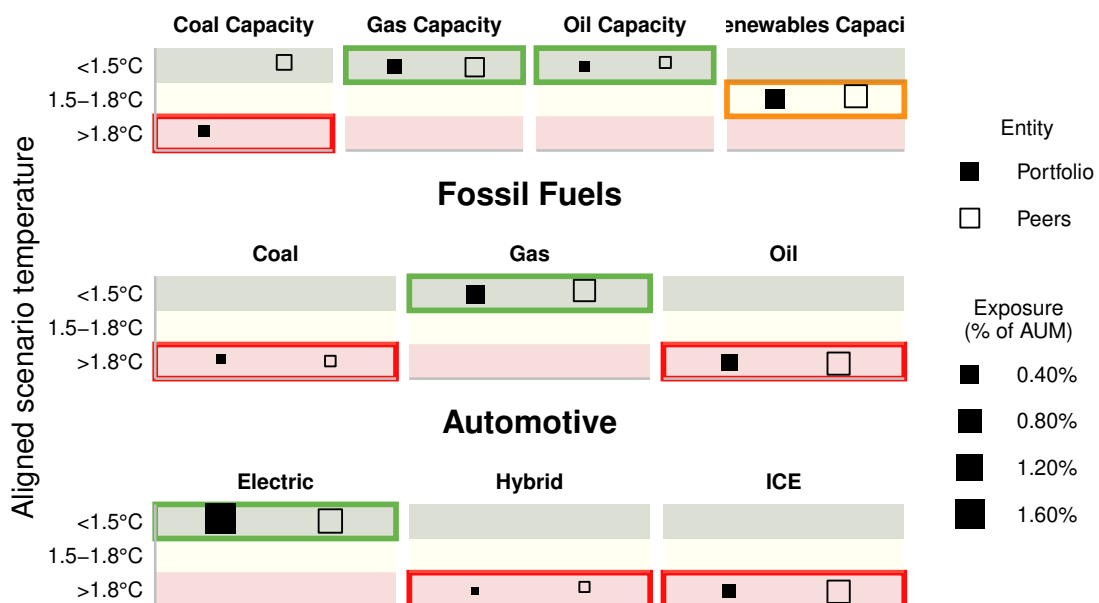 Coal Capacity Gas Capacity Oil Capacity enewables Capaci
<1.5°C
1.5−1.8°C
>1.8°C
Fossil Fuels
Coal Gas Oil
<1.5°C
1.5−1.8°C
>1.8°C
Automotive
Electric Hybrid ICE
<1.5°C
1.5−1.8°C
>1.8°C
Aligned scenario temperature
Entity
Portfolio
Peers
Exposure
(% of AUM)
0.40%
0.80%
1.20%
1.60%